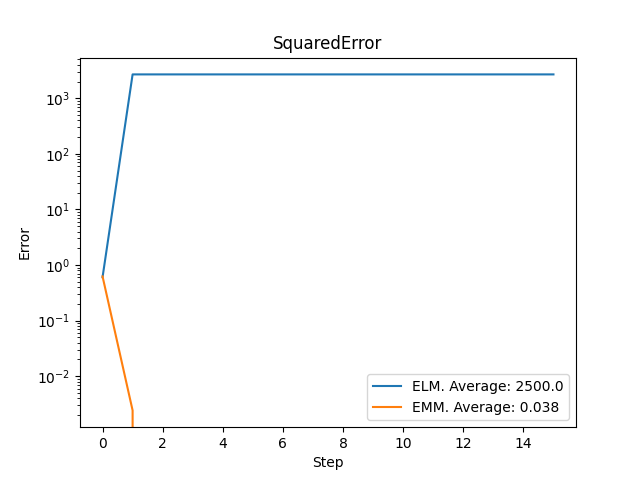 SquaredError
Error
10³
10²
10¹
10⁰
10⁻¹
10⁻²
0 2 4 6 8 10 12 14
Step
ELM. Average: 2500.0
EMM. Average: 0.038